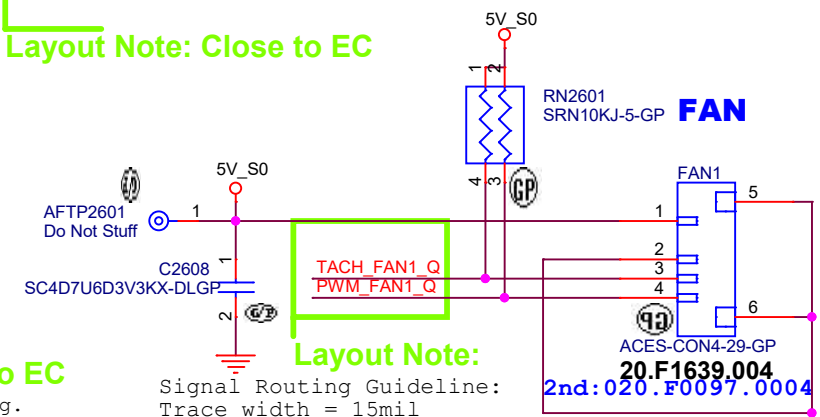 Layout Note: Close to EC
5V_S0
1
2
RN2601
SRN10KJ-5-GP
FAN
4
3
GP
5V_S0
AFTP2601
Do Not Stuff
1
1
C2608
SC4D7U6D3V3KX-DLGP
2
TACH_FAN1_Q
PWM_FAN1_Q
FAN1
1
2
3
4
5
6
GP
ACES-CON4-29-GP
20.F1639.004
2nd:020.F0097.0004
Layout Note:
Signal Routing Guideline:
Trace width = 15mil
o EC
g.